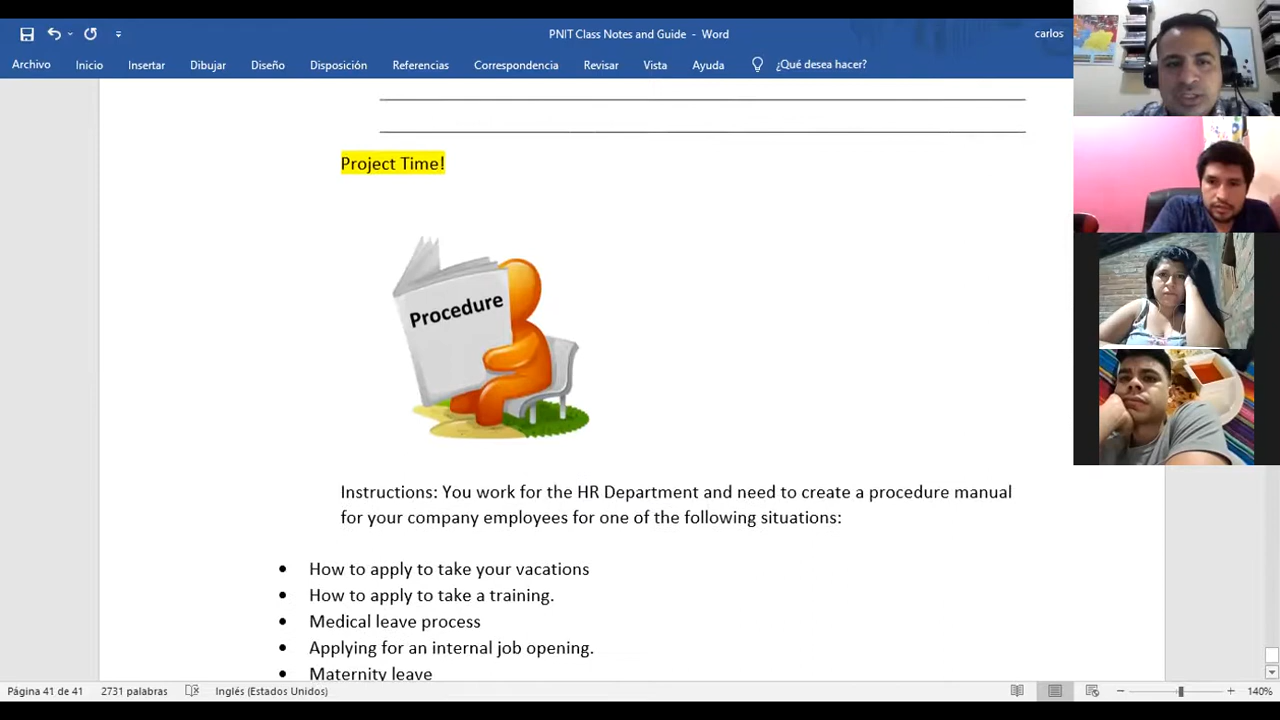 PNIT Class Notes and Guide - Word
carlos
Archivo Inicio Insertar Dibujar Diseño Disposición Referencias Correspondencia Revisar Vista Ayuda ¿Qué desea hacer?
Project Time!
Procedure
Instructions: You work for the HR Department and need to create a procedure manual
for your company employees for one of the following situations:
• How to apply to take your vacations
• How to apply to take a training.
• Medical leave process
• Applying for an internal job opening.
• Maternity leave
Página 41 de 41 2731 palabras Inglés (Estados Unidos) 140%